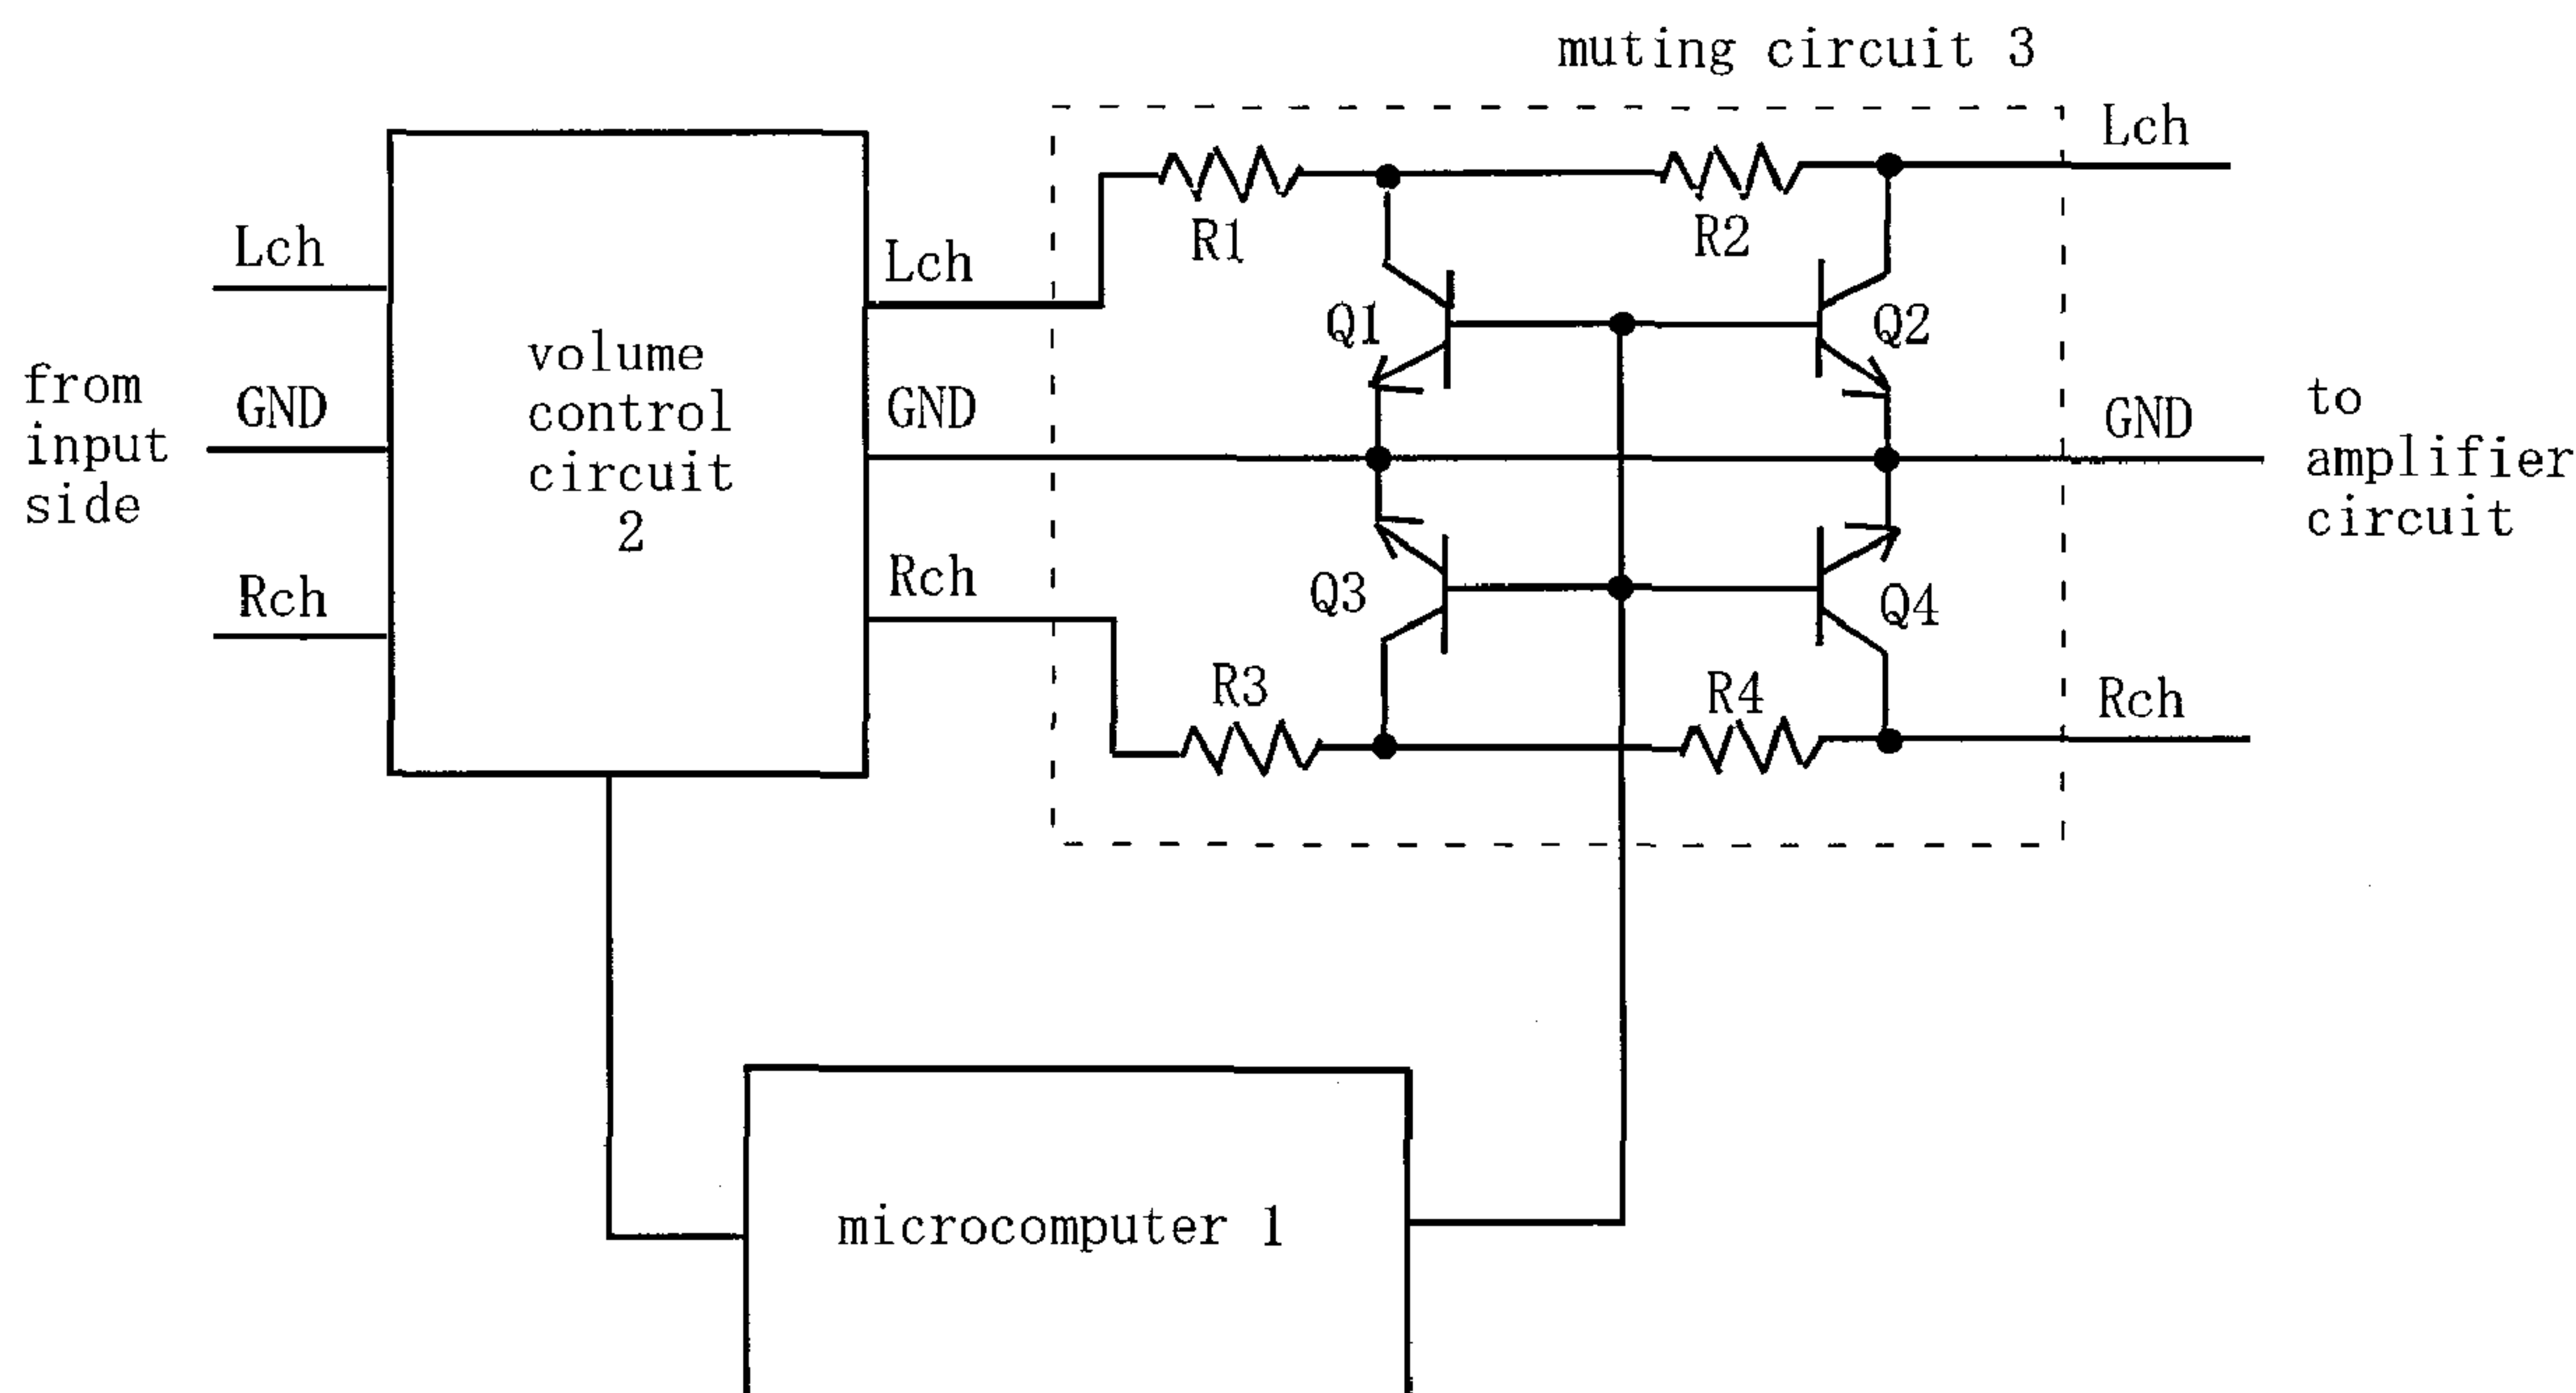 muting circuit 3
Lch
R1
R2
Lch
Lch
volume
control
circuit
2
Q1
Q2
from
input
side
GND
GND
GND
to
amplifier
circuit
Rch
Rch
Q3
Q4
R3
R4
Rch
microcomputer 1